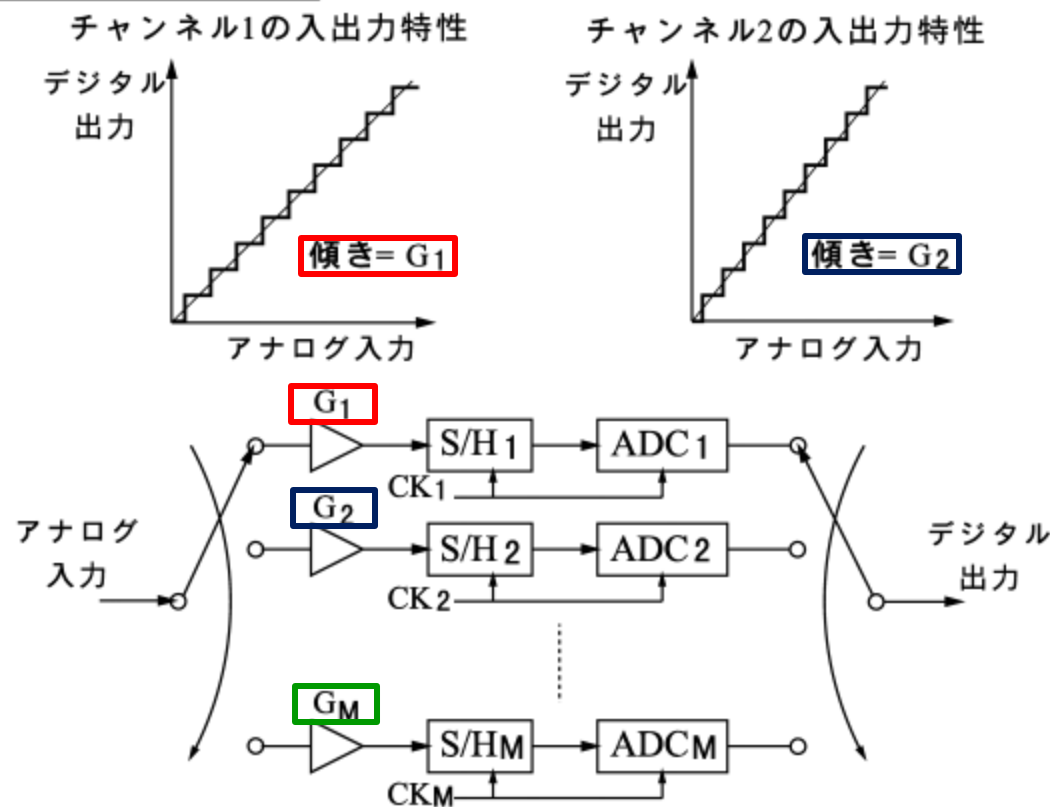 チャンネル1の入出力特性
デジタル
出力
傾き= G1
アナログ入力
チャンネル2の入出力特性
デジタル
出力
傾き= G2
アナログ入力
アナログ
入力
G1
S/H1
ADC1
CK1
G2
S/H2
ADC2
CK2
GM
S/HM
ADCM
CKM
デジタル
出力